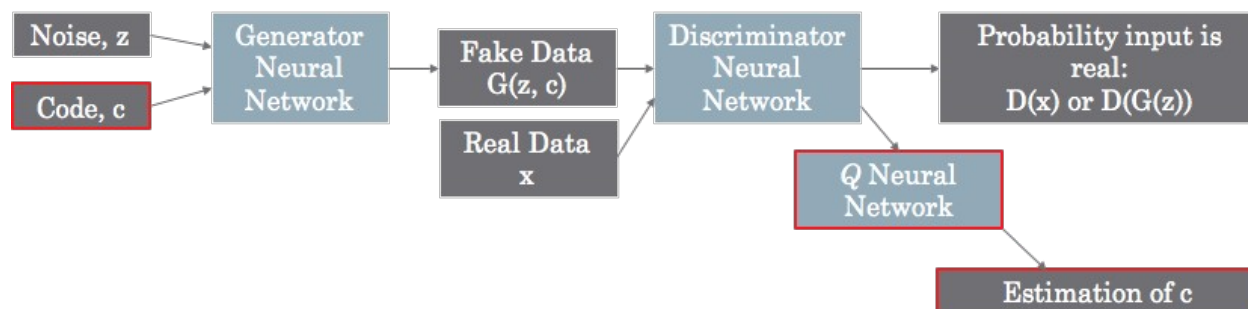 Noise, z
Code, c
Generator
Neural
Network
Fake Data
G(z, c)
Real Data
x
Discriminator
Neural
Network
Probability input is
real:
D(x) or D(G(z))
Q Neural
Network
Estimation of c